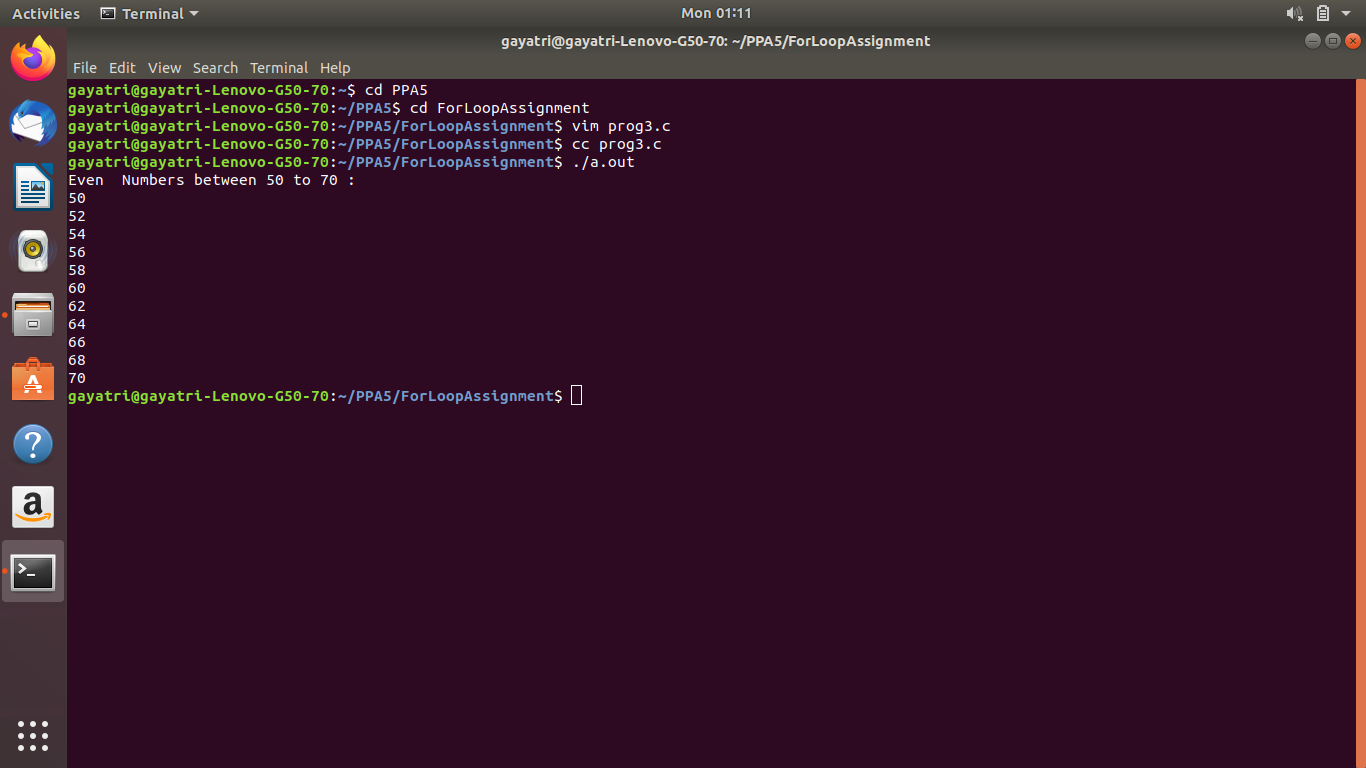 Activities Terminal Mon 01:11
gayatri@gayatri-Lenovo-G50-70: ~/PPA5/ForLoopAssignment
File Edit View Search Terminal Help
gayatri@gayatri-Lenovo-G50-70:~$ cd PPA5
gayatri@gayatri-Lenovo-G50-70:~/PPA5$ cd ForLoopAssignment
gayatri@gayatri-Lenovo-G50-70:~/PPA5/ForLoopAssignment$ vim prog3.c
gayatri@gayatri-Lenovo-G50-70:~/PPA5/ForLoopAssignment$ cc prog3.c
gayatri@gayatri-Lenovo-G50-70:~/PPA5/ForLoopAssignment$ ./a.out
Even  Numbers between 50 to 70 :
50
52
54
56
58
60
62
64
66
68
70
gayatri@gayatri-Lenovo-G50-70:~/PPA5/ForLoopAssignment$